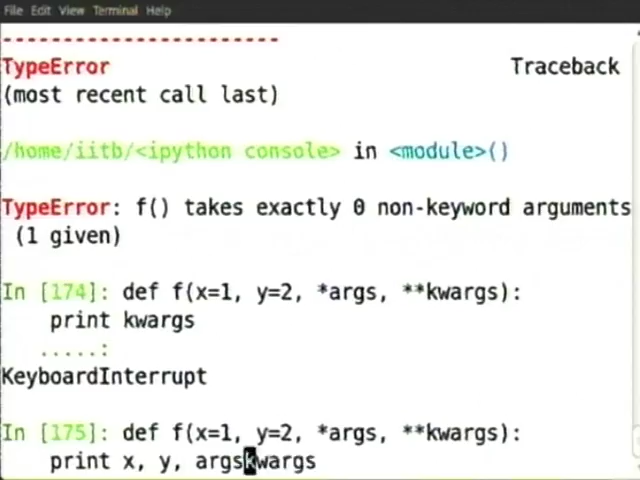 File Edit View Terminal Help
-----------------------
TypeError Traceback
(most recent call last)
/home/iitb/<ipython console> in <module>()
TypeError: f() takes exactly 0 non-keyword arguments
(1 given)
In [174]: def f(x=1, y=2, *args, **kwargs):
print kwargs
.....:
KeyboardInterrupt
In [175]: def f(x=1, y=2, *args, **kwargs):
print x, y, argskwargs